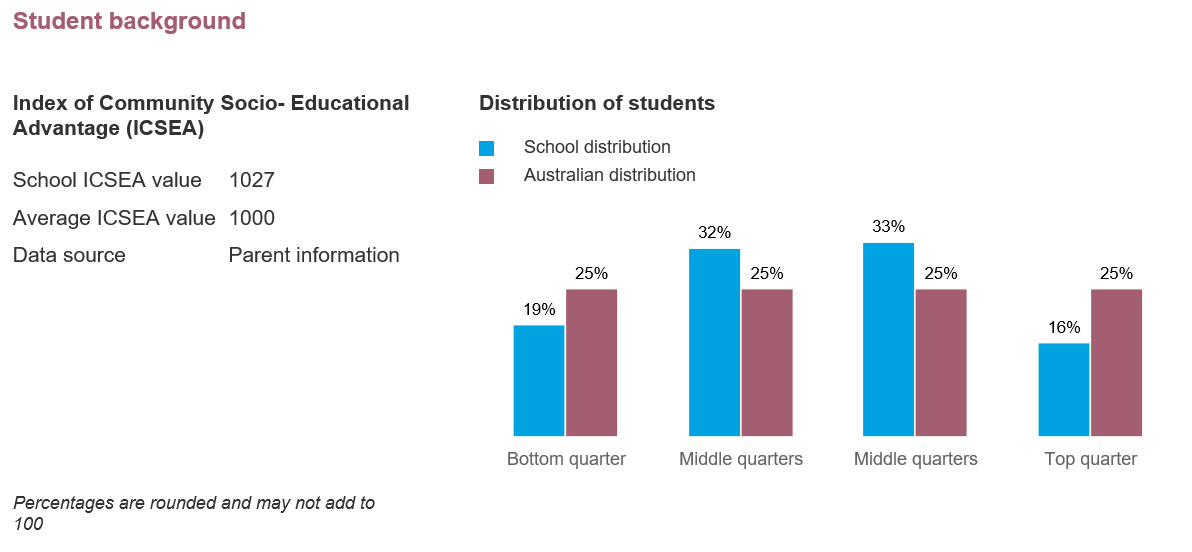 Student background
Index of Community Socio- Educational
Advantage (ICSEA)
School ICSEA value 1027
Average ICSEA value 1000
Data source Parent information
Percentages are rounded and may not add to
100
Distribution of students
School distribution
Australian distribution
19% 25% 32% 25% 33% 25% 16% 25%
Bottom quarter Middle quarters Middle quarters Top quarter